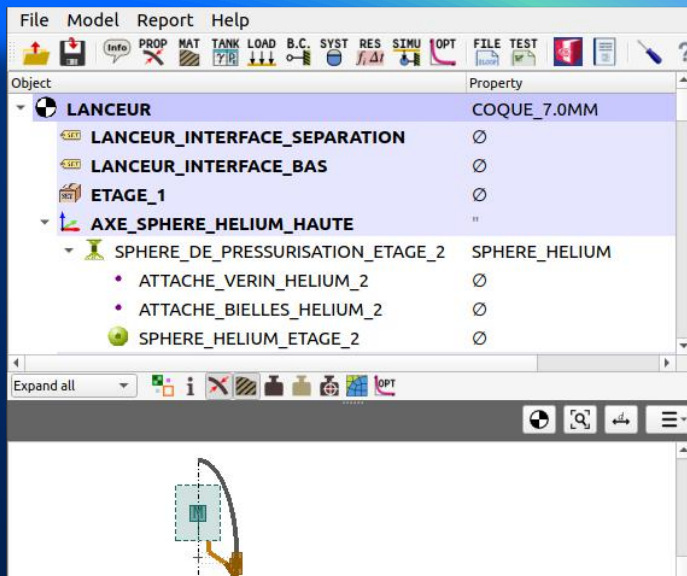 File Model Report Help
Info PROP MAT TANK LOAD B.C. SYST RES SIMU OPT FILE TEST
Object Property
LANCEUR COQUE_7.0MM
LANCEUR_INTERFACE_SEPARATION ∅
LANCEUR_INTERFACE_BAS ∅
ETAGE_1 ∅
AXE_SPHERE_HELIUM_HAUTE "
SPHERE_DE_PRESSURISATION_ETAGE_2 SPHERE_HELIUM
ATTACHE_VERIN_HELIUM_2 ∅
ATTACHE_BIELLES_HELIUM_2 ∅
SPHERE_HELIUM_ETAGE_2 ∅
Expand all i OPT
M